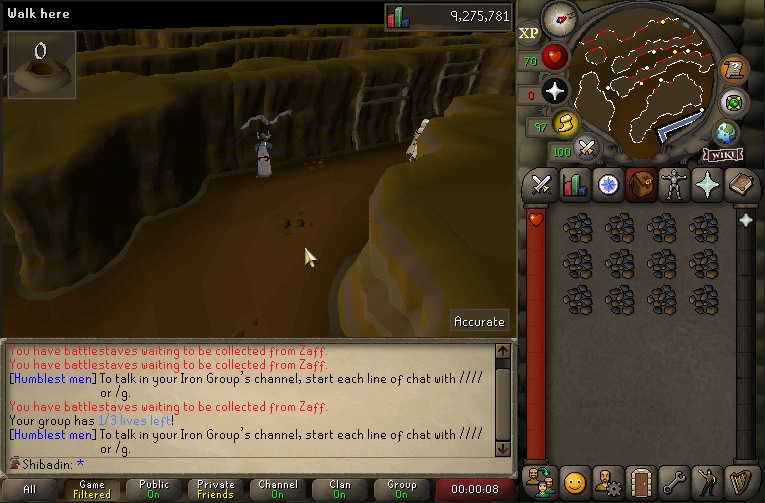 Walk here
9,275,781
0
XP
70
0
97
100
WIKI
Accurate
You have battlestaves waiting to be collected from Zaff.
You have battlestaves waiting to be collected from Zaff.
[Humblest men] To talk in your Iron Group's channel, start each line of chat with ////
or /g.
You have battlestaves waiting to be collected from Zaff.
Your group has 1/3 lives left!
[Humblest men] To talk in your Iron Group's channel, start each line of chat with ////
or /g.
Shibadin: *
All
Game
Filtered
Public
On
Private
Friends
Channel
On
Clan
On
Group
On
00:00:08